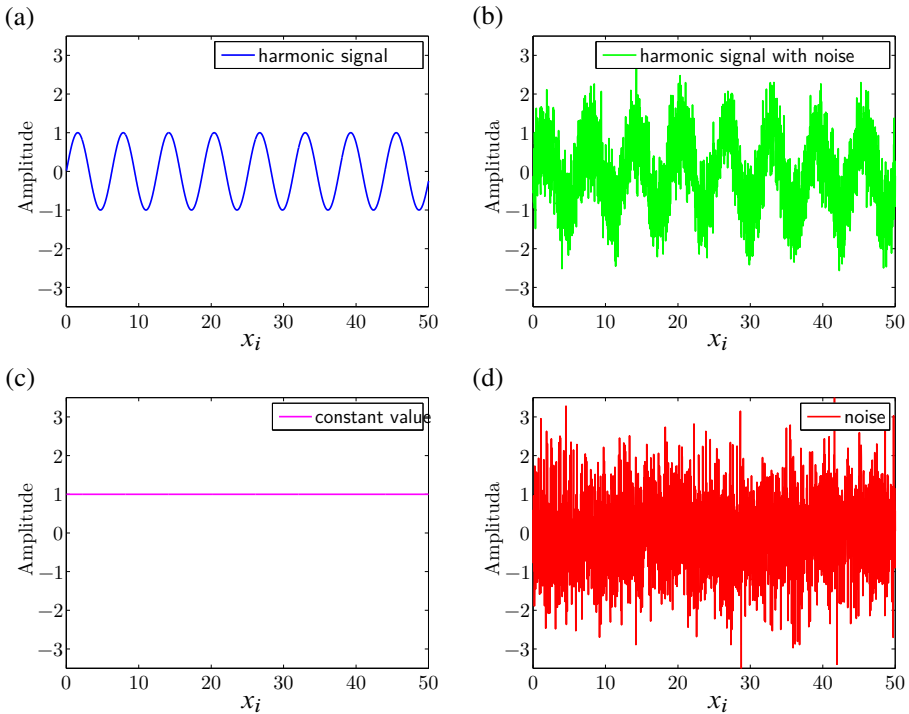 (a)
harmonic signal
Amplitude
3
2
1
0
−1
−2
−3
0 10 20 30 40 50
x_i
(b)
harmonic signal with noise
Amplituda
3
2
1
0
−1
−2
−3
0 10 20 30 40 50
x_i
(c)
constant value
Amplitude
3
2
1
0
−1
−2
−3
0 10 20 30 40 50
x_i
(d)
noise
Amplituda
3
2
1
0
−1
−2
−3
0 10 20 30 40 50
x_i